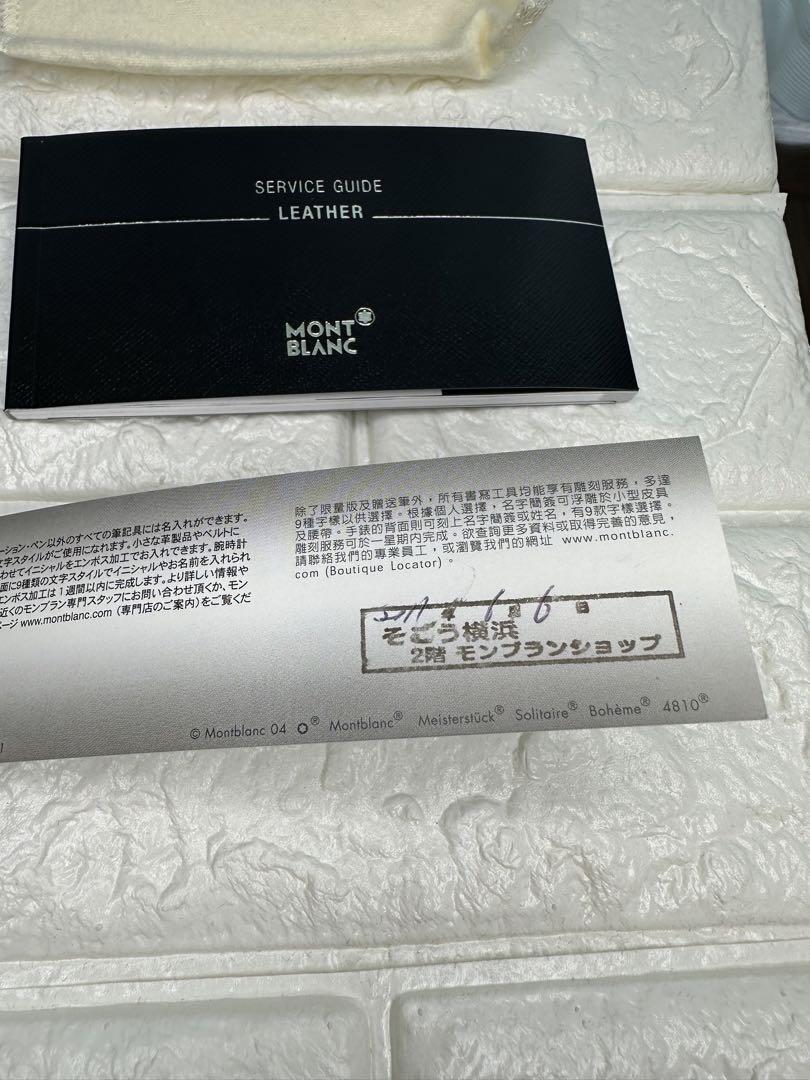 SERVICE GUIDE
LEATHER
MONT
BLANC
ーション・ペン以外のすべての筆記具には名入れができます。
文字スタイルがご使用になれます。小さな革製品やベルトに
わせてイニシャルをエンボス加工でお入れできます。腕時計
面に9種類の文字スタイルでイニシャルやお名前を入れられ
エンボス加工は1週間以内に完成します。より詳しい情報や
近くのモンブラン専門スタッフにお問い合わせ頂くか、モン
ページ www.montblanc.com (専門店のご案内)をご覧くだ
除了限量版及贈送筆外,所有書寫工具均能享有雕刻服務,多達
9種字樣以供選擇。根據個人選擇,名字簡簽可浮雕於小型皮具
及腰帶。手錶的背面則可刻上名字簡簽或姓名,有9款字樣選擇。
雕刻服務可於一星期內完成。欲查詢更多資料或取得完善的意見,
請聯絡我們的專業員工,或瀏覽我們的網址 www.montblanc.
com (Boutique Locator)。
年 6 月 6 日
そごう横浜
2階 モンブランショップ
© Montblanc 04 ® Montblanc® Meisterstück® Solitaire® Bohème® 4810®